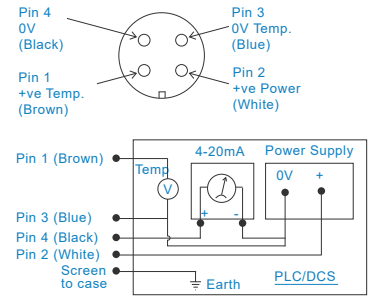 Pin 4
0V
(Black)
Pin 3
0V Temp.
(Blue)
Pin 1
+ve Temp.
(Brown)
Pin 2
+ve Power
(White)
Pin 1 (Brown)
Temp
V
4-20mA
+ -
Power Supply
0V +
Pin 3 (Blue)
Pin 4 (Black)
Pin 2 (White)
Screen
to case
Earth
PLC/DCS